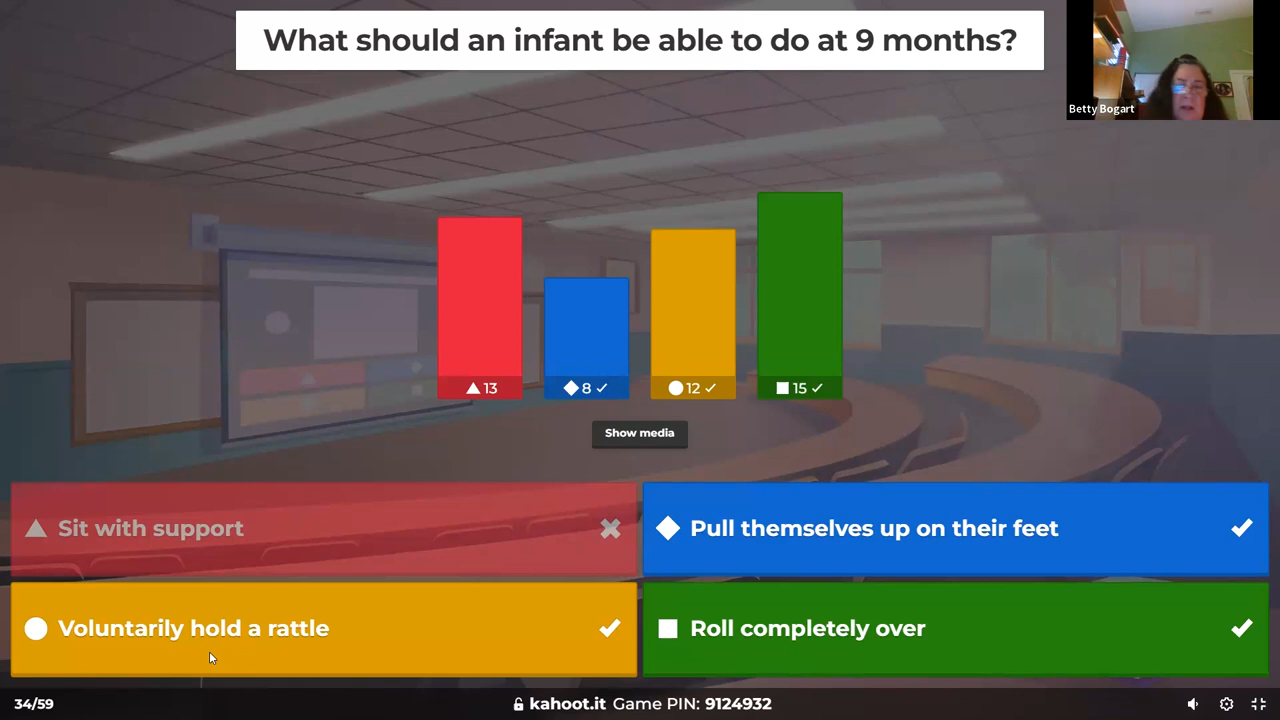 What should an infant be able to do at 9 months?
Betty Bogart
13
8
12
15
Show media
Sit with support
Pull themselves up on their feet
Voluntarily hold a rattle
Roll completely over
34/59
kahoot.it Game PIN: 9124932